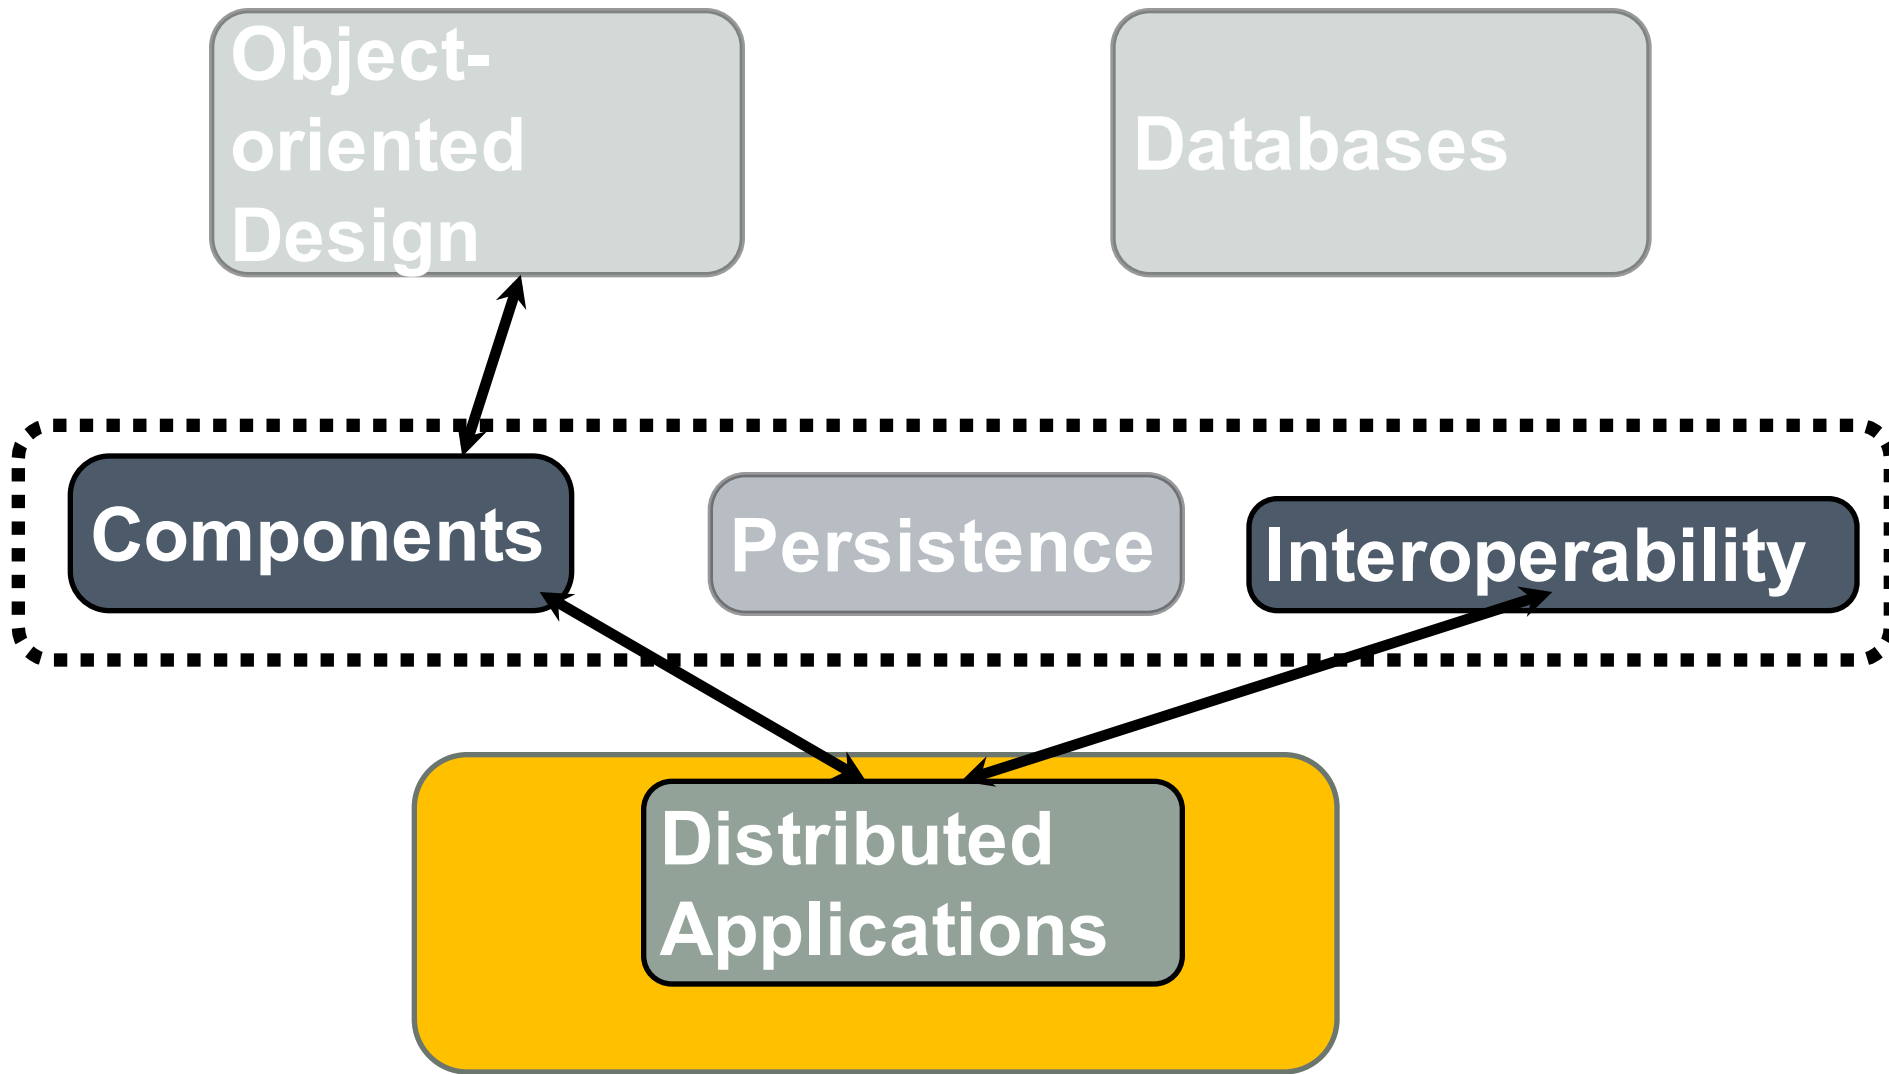 Object-
oriented
Design
Databases
Components
Persistence
Interoperability
Distributed
Applications